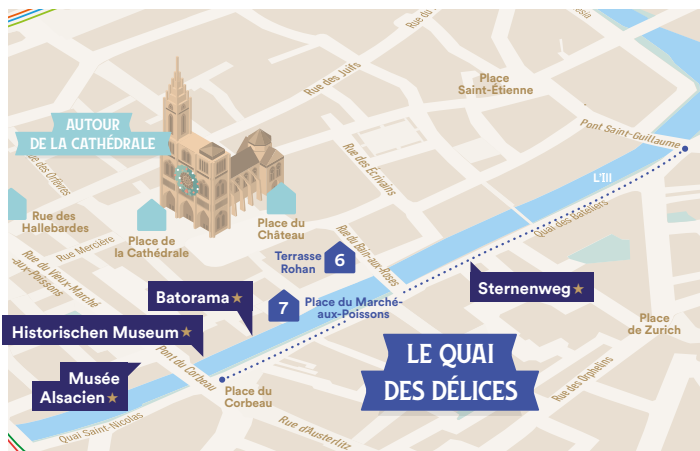 Rue des Juifs
Place
Saint-Étienne
AUTOUR
DE LA CATHÉDRALE
Pont Saint-Guillaume
Rue des Orfèvres
Rue des Écrivains
L'Ill
Rue des
Hallebardes
Quai des Bateliers
Place du
Château
Rue Mercière
Place de
la Cathédrale
Rue du Bain-aux-Roses
Terrasse
Rohan
6
Rue du Vieux-Marché
-aux-Poissons
Sternenweg★
Batorama★
7
Place du Marché-
aux-Poissons
Place
de Zurich
Historischen Museum★
LE QUAI
DES DÉLICES
Pont du Corbeau
Musée
Alsacien★
Place du
Corbeau
Rue des Orphelins
Quai Saint-Nicolas
Rue d'Austerlitz